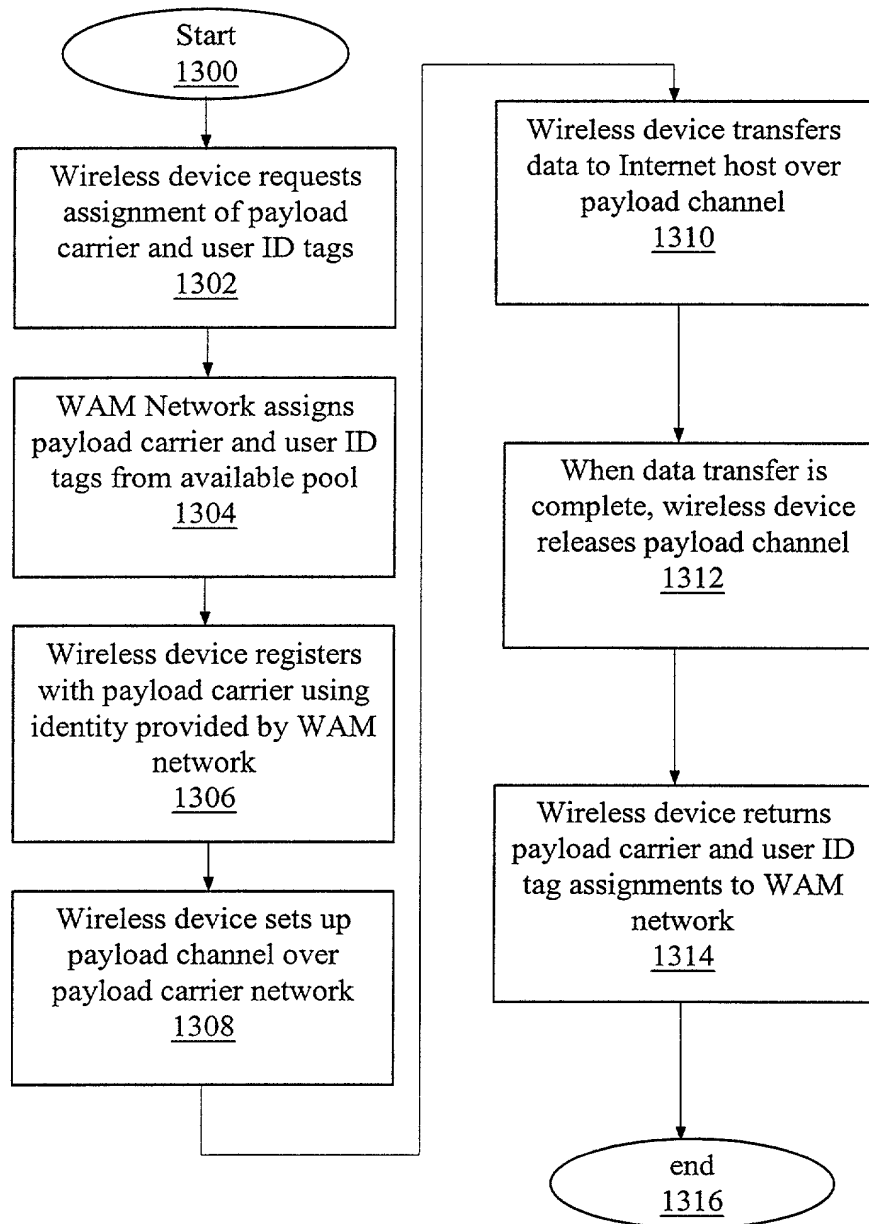 Start
1300
Wireless device requests
assignment of payload
carrier and user ID tags
1302
WAM Network assigns
payload carrier and user ID
tags from available pool
1304
Wireless device registers
with payload carrier using
identity provided by WAM
network
1306
Wireless device sets up
payload channel over
payload carrier network
1308
Wireless device transfers
data to Internet host over
payload channel
1310
When data transfer is
complete, wireless device
releases payload channel
1312
Wireless device returns
payload carrier and user ID
tag assignments to WAM
network
1314
end
1316